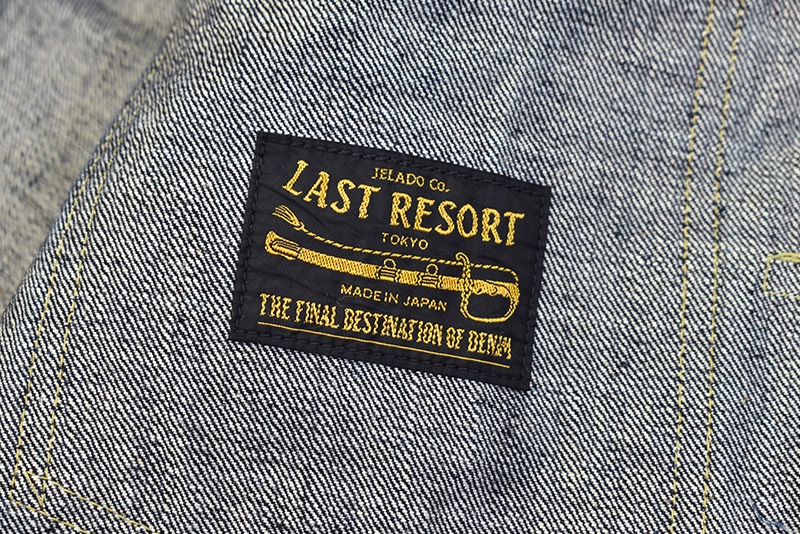 JELADO CO.
LAST RESORT
TOKYO
MADE IN JAPAN
THE FINAL DESTINATION OF DENIM